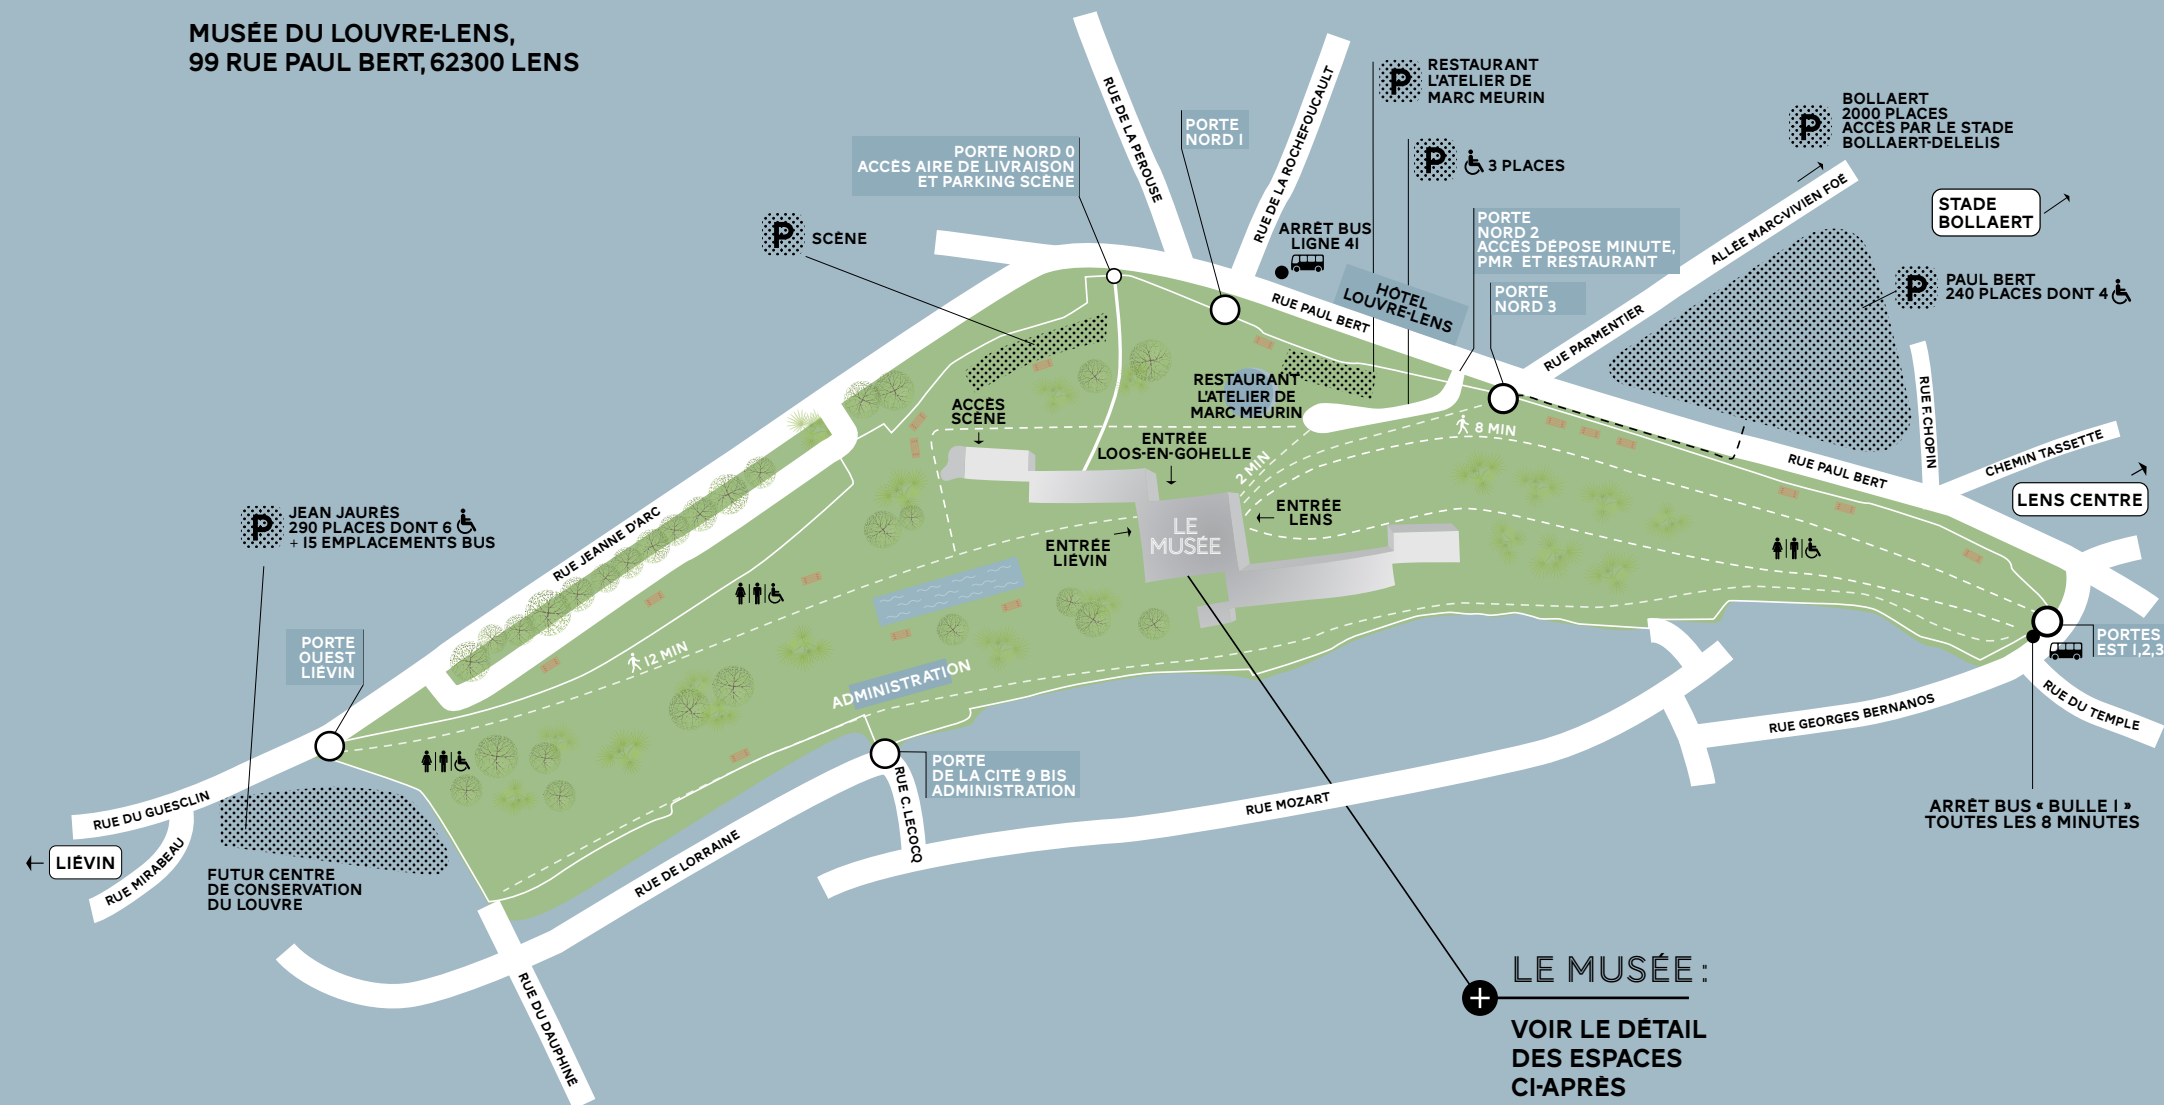 MUSÉE DU LOUVRE-LENS,
99 RUE PAUL BERT, 62300 LENS
RUE DE LA PEROUSE
RUE DE LA ROCHEFOUCAULT
RESTAURANT
L'ATELIER DE
MARC MEURIN
P
PORTE
NORD 1
PORTE NORD 0
ACCÈS AIRE DE LIVRAISON
ET PARKING SCÈNE
P
3 PLACES
P
BOLLAERT
2000 PLACES
ACCÈS PAR LE STADE
BOLLAERT-DELELIS
ALLÉE MARC-VIVIEN FOÉ
STADE
BOLLAERT
P
SCÈNE
ARRÊT BUS
LIGNE 41
PORTE
NORD 2
ACCÈS DÉPOSE MINUTE,
PMR ET RESTAURANT
HÔTEL
LOUVRE-LENS
PORTE
NORD 3
P
PAUL BERT
240 PLACES DONT 4
RUE PAUL BERT
RUE PARMENTIER
RUE F. CHOPIN
CHEMIN TASSETTE
RUE PAUL BERT
LENS CENTRE
RESTAURANT
L'ATELIER DE
MARC MEURIN
ACCÈS
SCÈNE
ENTRÉE
LOOS-EN-GOHELLE
8 MIN
2 MIN
ENTRÉE
LENS
LE
MUSÉE
ENTRÉE
LIÉVIN
P
JEAN JAURÈS
290 PLACES DONT 6
+ 15 EMPLACEMENTS BUS
RUE JEANNE D'ARC
PORTE
OUEST
LIÉVIN
12 MIN
ADMINISTRATION
PORTES
EST 1,2,3
RUE DU TEMPLE
RUE GEORGES BERNANOS
PORTE
DE LA CITÉ 9 BIS
ADMINISTRATION
RUE C. LECOCQ
RUE MOZART
ARRÊT BUS « BULLE 1 »
TOUTES LES 8 MINUTES
RUE DU GUESCLIN
LIÉVIN
RUE MIRABEAU
FUTUR CENTRE
DE CONSERVATION
DU LOUVRE
RUE DE LORRAINE
RUE DU DAUPHINÉ
LE MUSÉE :
VOIR LE DÉTAIL
DES ESPACES
CI-APRÈS